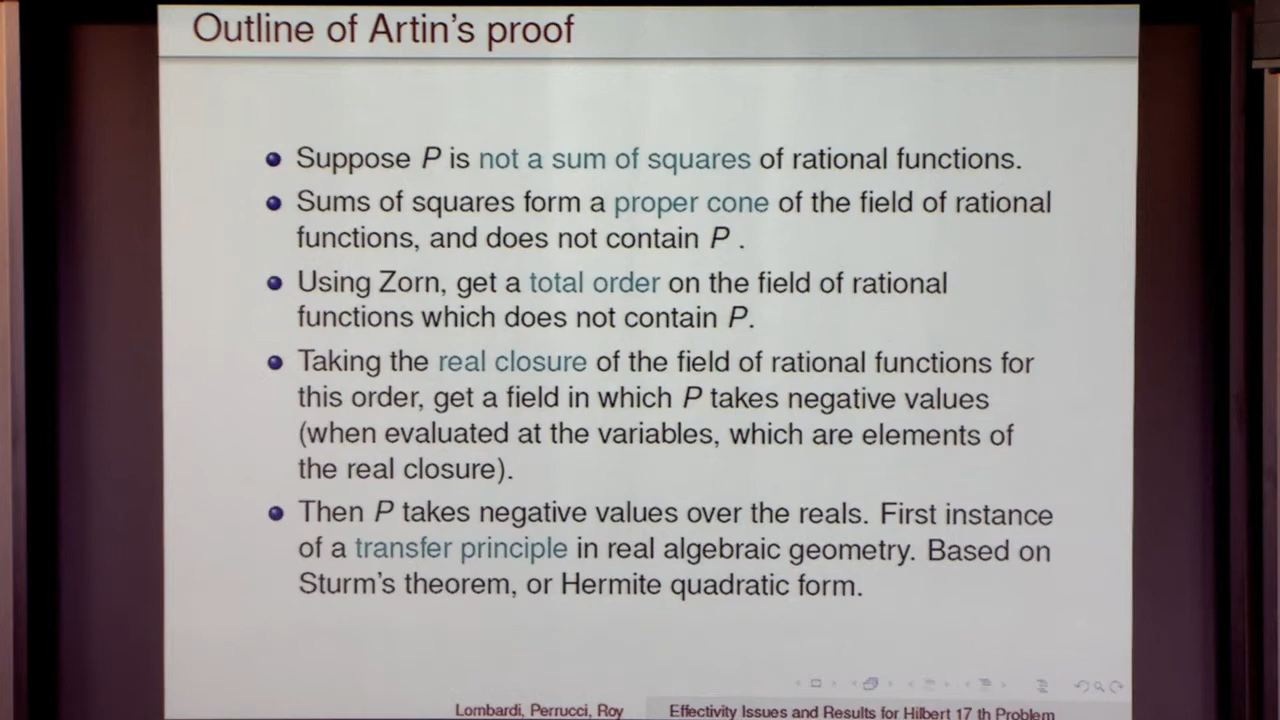 Outline of Artin's proof
Suppose P is not a sum of squares of rational functions.
Sums of squares form a proper cone of the field of rational
functions, and does not contain P .
Using Zorn, get a total order on the field of rational
functions which does not contain P.
Taking the real closure of the field of rational functions for
this order, get a field in which P takes negative values
(when evaluated at the variables, which are elements of
the real closure).
Then P takes negative values over the reals. First instance
of a transfer principle in real algebraic geometry. Based on
Sturm's theorem, or Hermite quadratic form.
Lombardi, Perrucci, Roy
Effectivity Issues and Results for Hilbert 17 th Problem